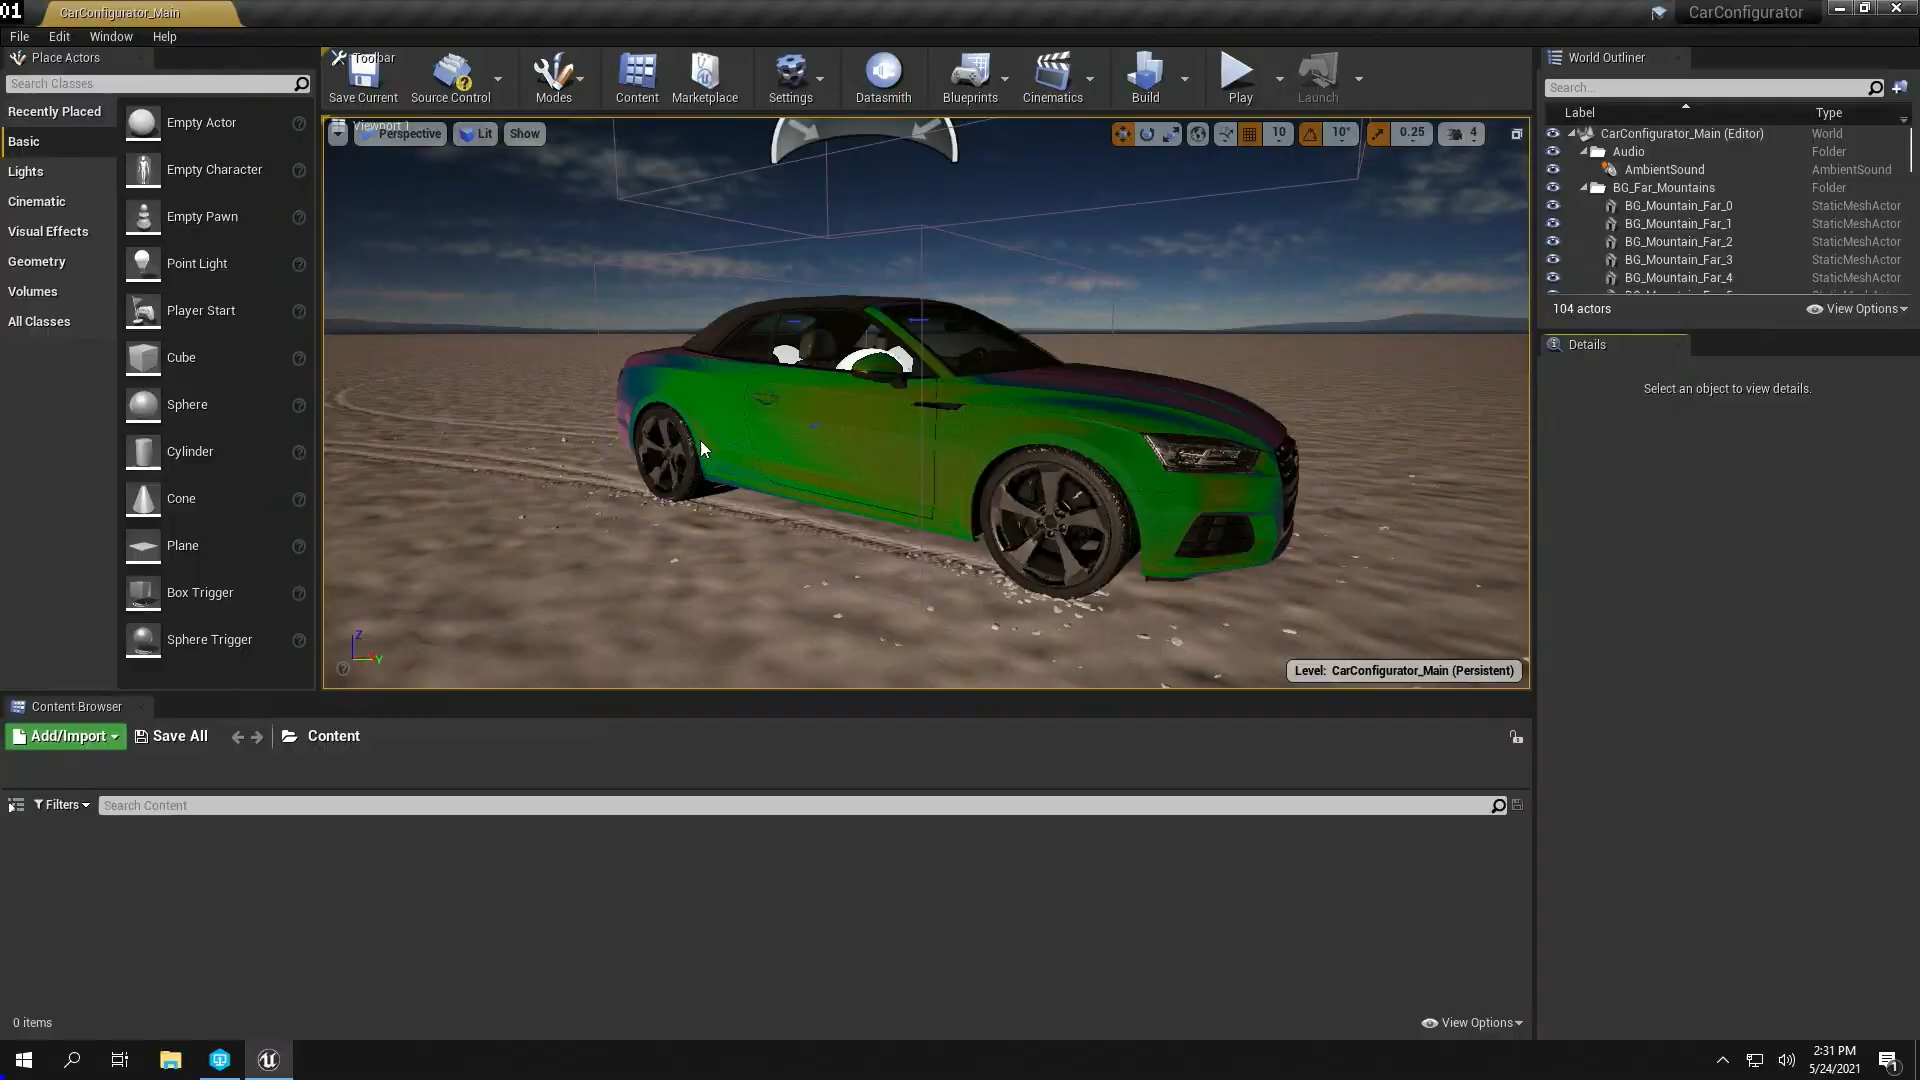 01
CarConfigurator_Main
CarConfigurator
File Edit Window Help
Place Actors
Search Classes
Recently Placed
Basic
Lights
Cinematic
Visual Effects
Geometry
Volumes
All Classes
Empty Actor
Empty Character
Empty Pawn
Point Light
Player Start
Cube
Sphere
Cylinder
Cone
Plane
Box Trigger
Sphere Trigger
Toolbar
Save Current Source Control Modes Content Marketplace Settings Datasmith Blueprints Cinematics Build Play Launch
Viewport 1
Perspective Lit Show
10 10° 0.25 4
Z
Y
Level: CarConfigurator_Main (Persistent)
World Outliner
Search...
Label Type
CarConfigurator_Main (Editor) World
Audio Folder
AmbientSound AmbientSound
BG_Far_Mountains Folder
BG_Mountain_Far_0 StaticMeshActor
BG_Mountain_Far_1 StaticMeshActor
BG_Mountain_Far_2 StaticMeshActor
BG_Mountain_Far_3 StaticMeshActor
BG_Mountain_Far_4 StaticMeshActor
104 actors View Options
Details
Select an object to view details.
Content Browser
Add/Import Save All Content
Filters Search Content
0 items View Options
2:31 PM
5/24/2021
1